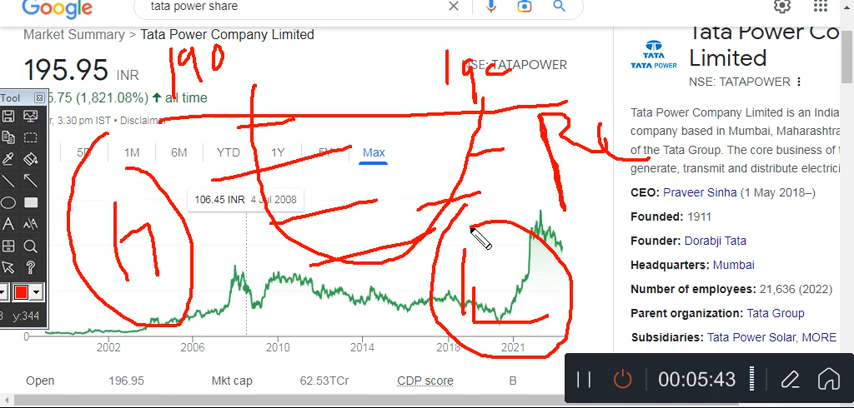 Google
tata power share
Market Summary > Tata Power Company Limited
195.95 INR
NSE: TATAPOWER
190
190
.75 (1,821.08%) ↑ all time
r, 3:30 pm IST • Disclaim
1M 6M YTD 1Y Max
106.45 INR 4 Jul 2008
H
L
0
2002 2006 2010 2014 2018 2021
Open 196.95 Mkt cap 62.53TCr CDP score B
Tata Power Co
Limited
TATA
TATA POWER
NSE: TATAPOWER
Tata Power Company Limited is an India
company based in Mumbai, Maharashtra
of the Tata Group. The core business of
generate, transmit and distribute electrici
CEO: Praveer Sinha (1 May 2018–)
Founded: 1911
Founder: Dorabji Tata
Headquarters: Mumbai
Number of employees: 21,636 (2022)
Parent organization: Tata Group
Subsidiaries: Tata Power Solar, MORE
Tool
A
y:344
00:05:43